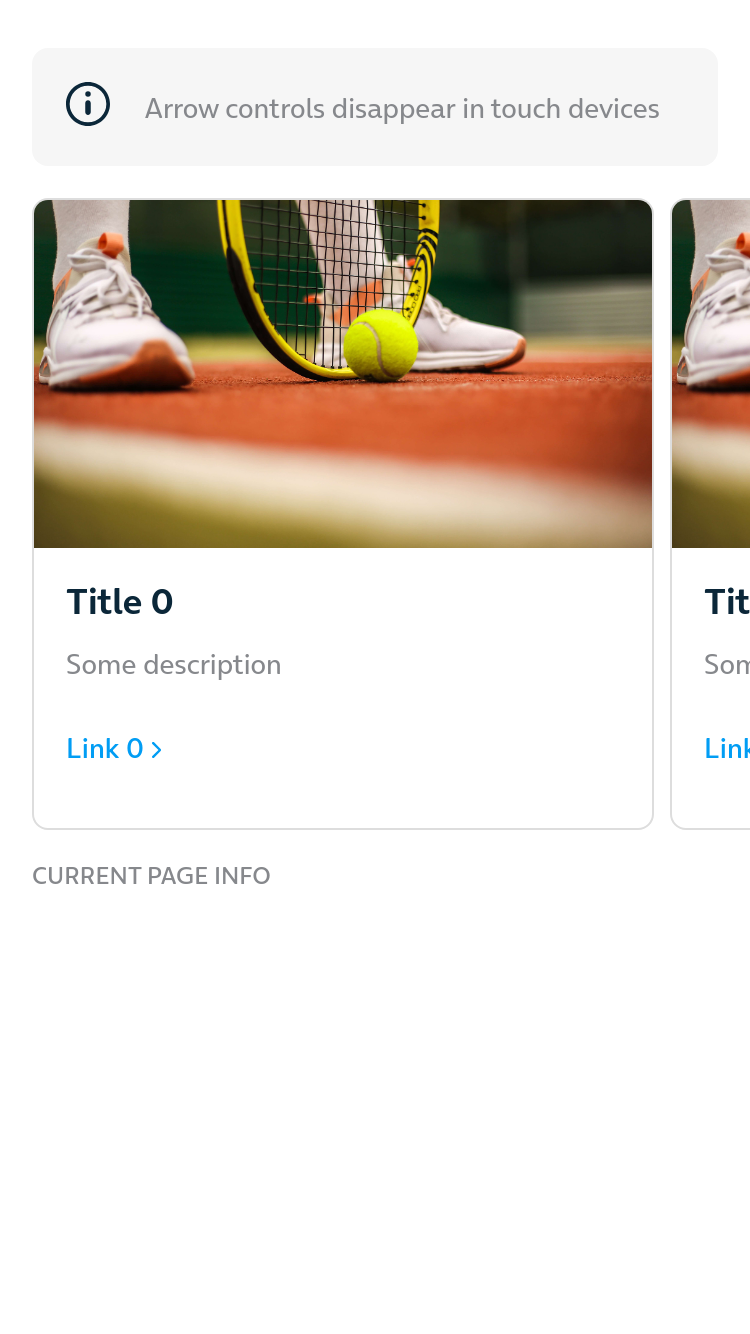 Arrow controls disappear in touch devices
Title 0
Tit
Some description
Som
Link 0
Link
CURRENT PAGE INFO